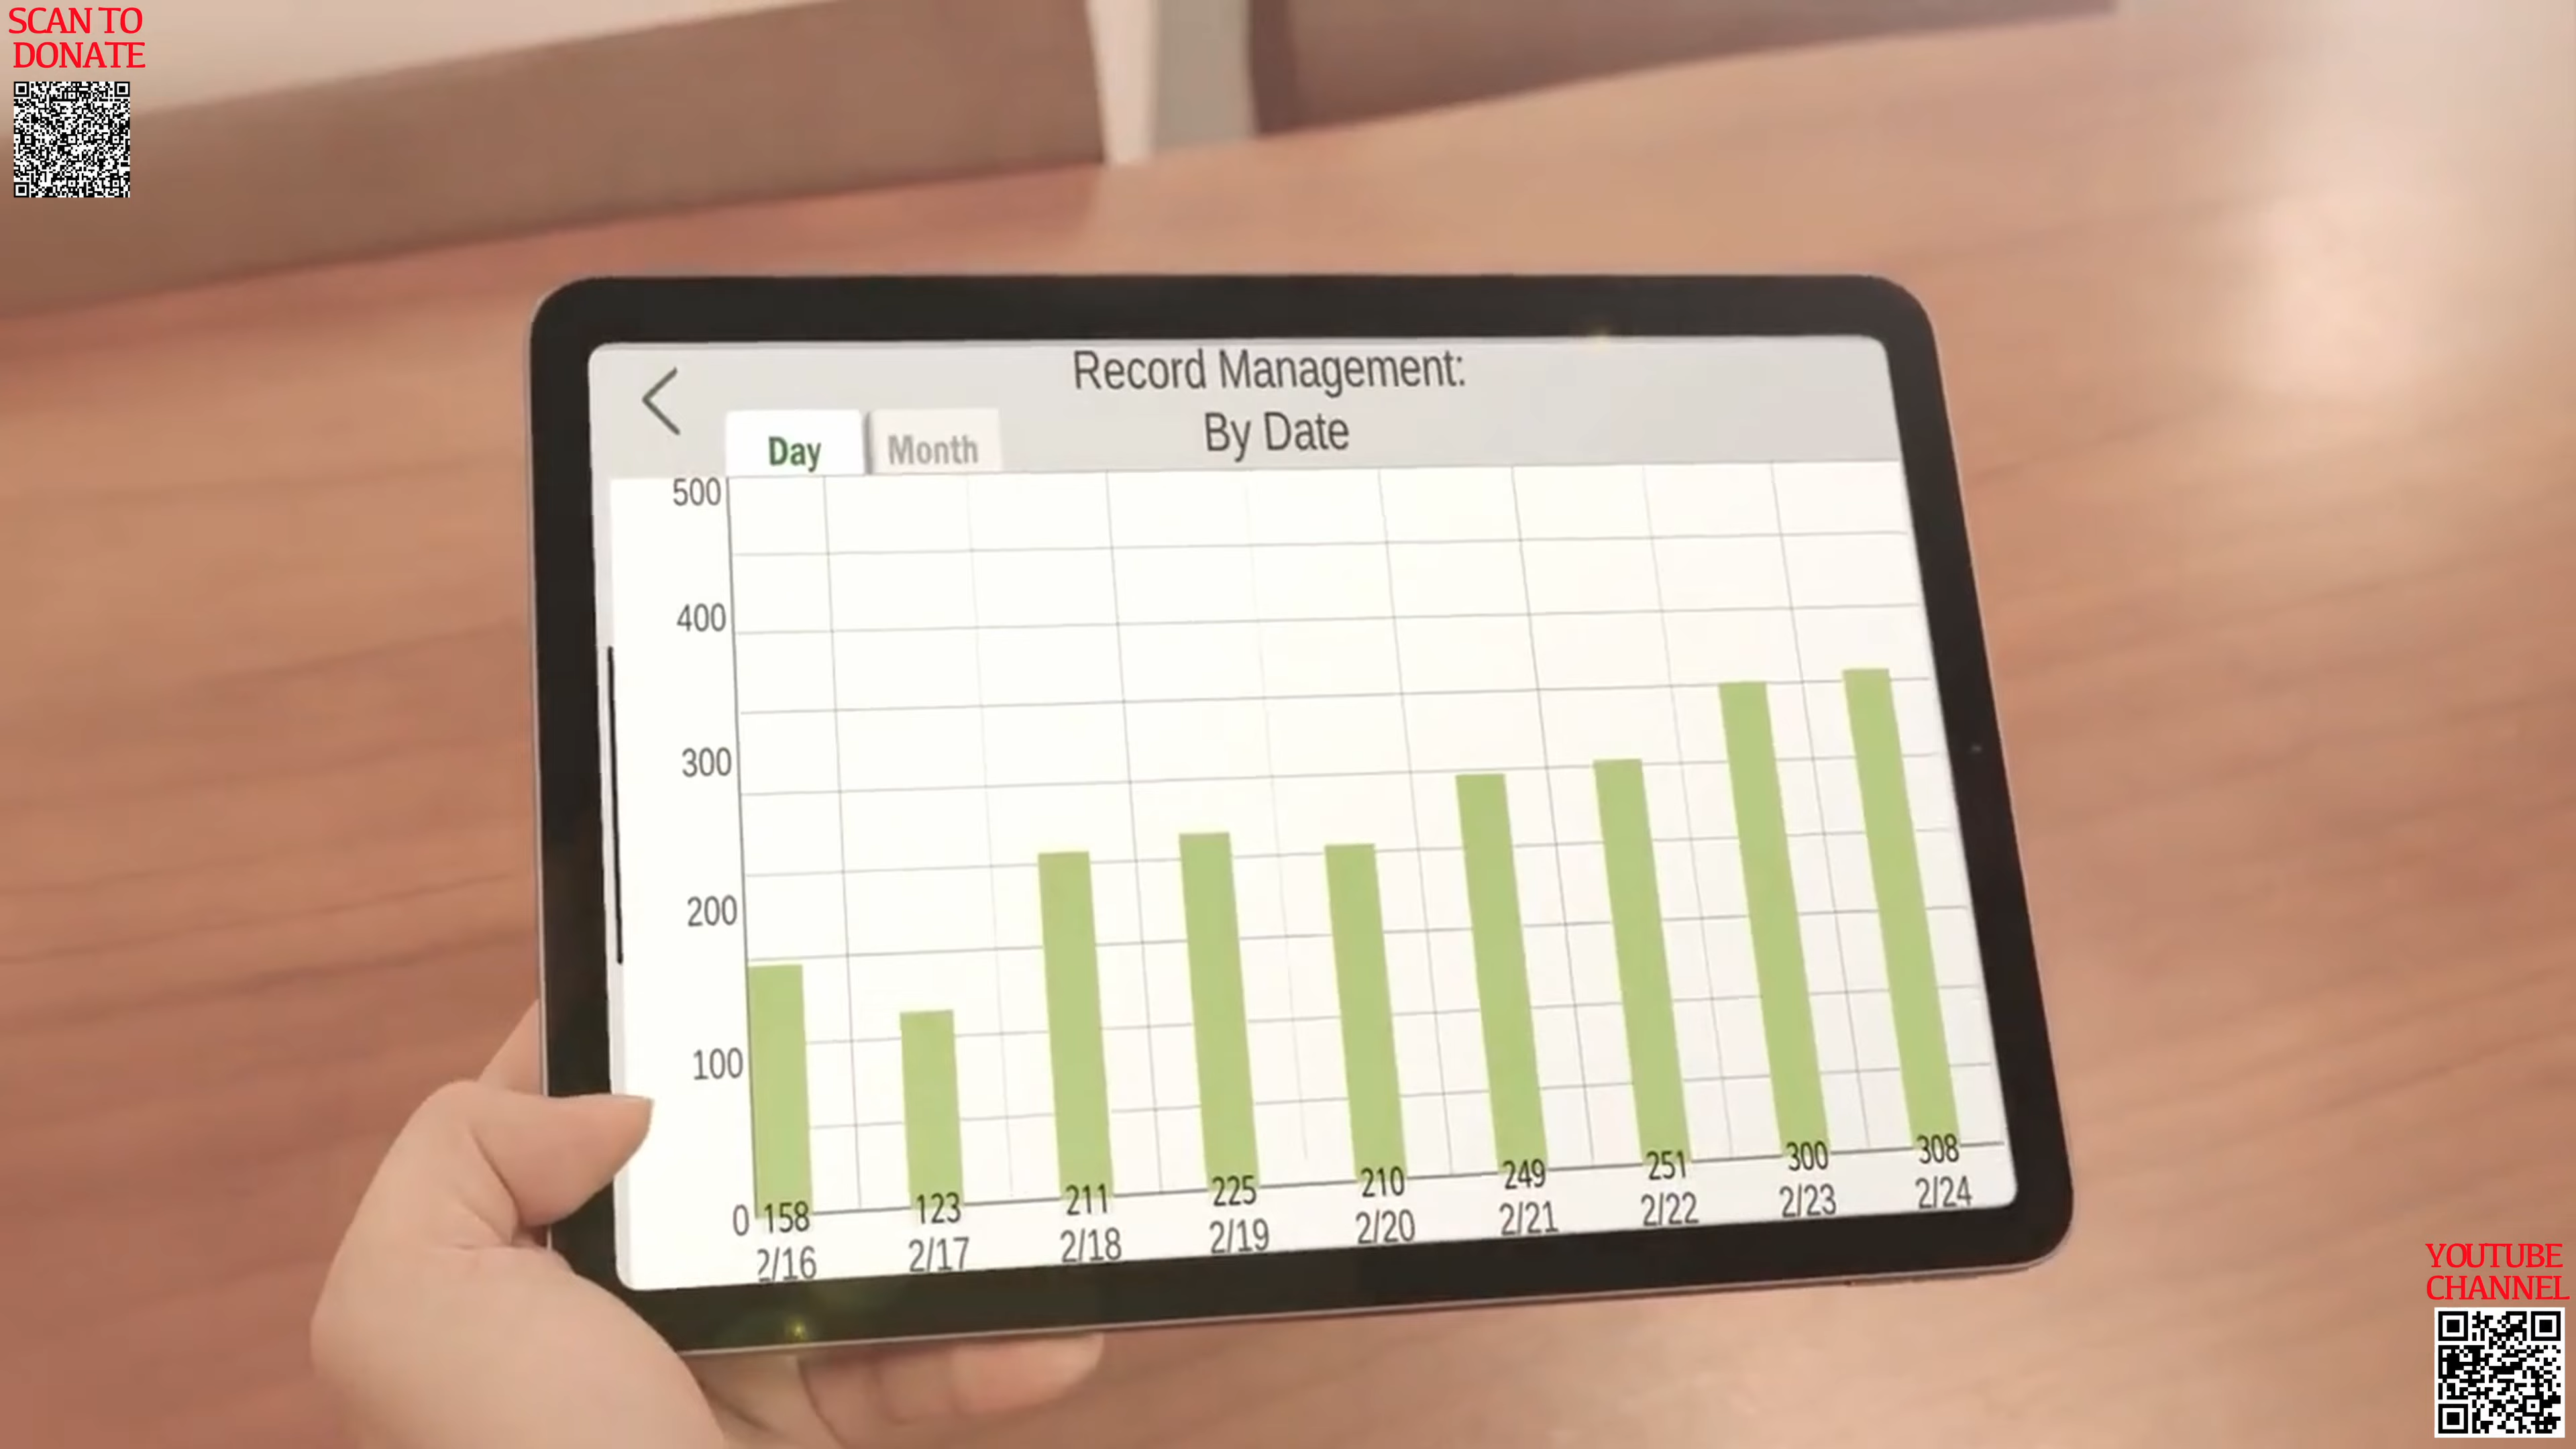 SCAN TO
DONATE
Record Management:
By Date
Day Month
500
400
300
200
100
0
158 123 211 225 210 249 251 300 308
2/16 2/17 2/18 2/19 2/20 2/21 2/22 2/23 2/24
YOUTUBE
CHANNEL